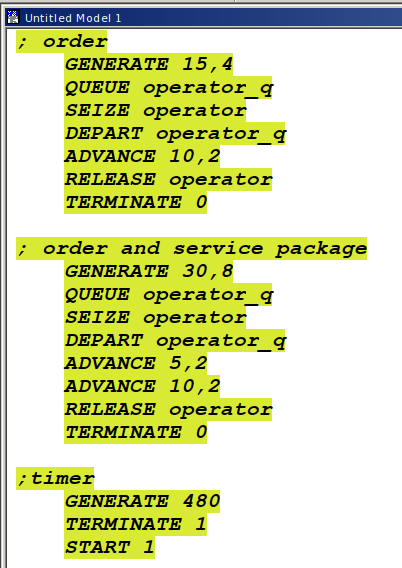 Untitled Model 1
; order
GENERATE 15,4
QUEUE operator_q
SEIZE operator
DEPART operator_q
ADVANCE 10,2
RELEASE operator
TERMINATE 0
; order and service package
GENERATE 30,8
QUEUE operator_q
SEIZE operator
DEPART operator_q
ADVANCE 5,2
ADVANCE 10,2
RELEASE operator
TERMINATE 0
;timer
GENERATE 480
TERMINATE 1
START 1